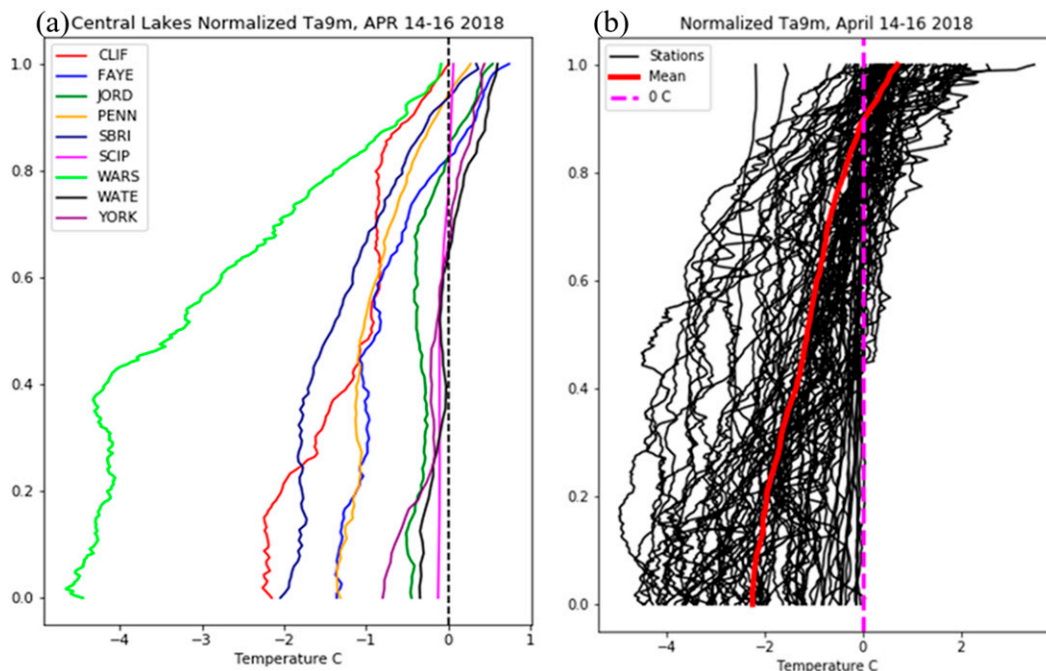 (a) Central Lakes Normalized Ta9m, APR 14-16 2018
CLIF
FAYE
JORD
PENN
SBRI
SCIP
WARS
WATE
YORK
1.0
0.8
0.6
0.4
0.2
0.0
−4 −3 −2 −1 0 1
Temperature C
(b) Normalized Ta9m, April 14-16 2018
Stations
Mean
0 C
1.0
0.8
0.6
0.4
0.2
0.0
−4 −2 0 2
Temperature C